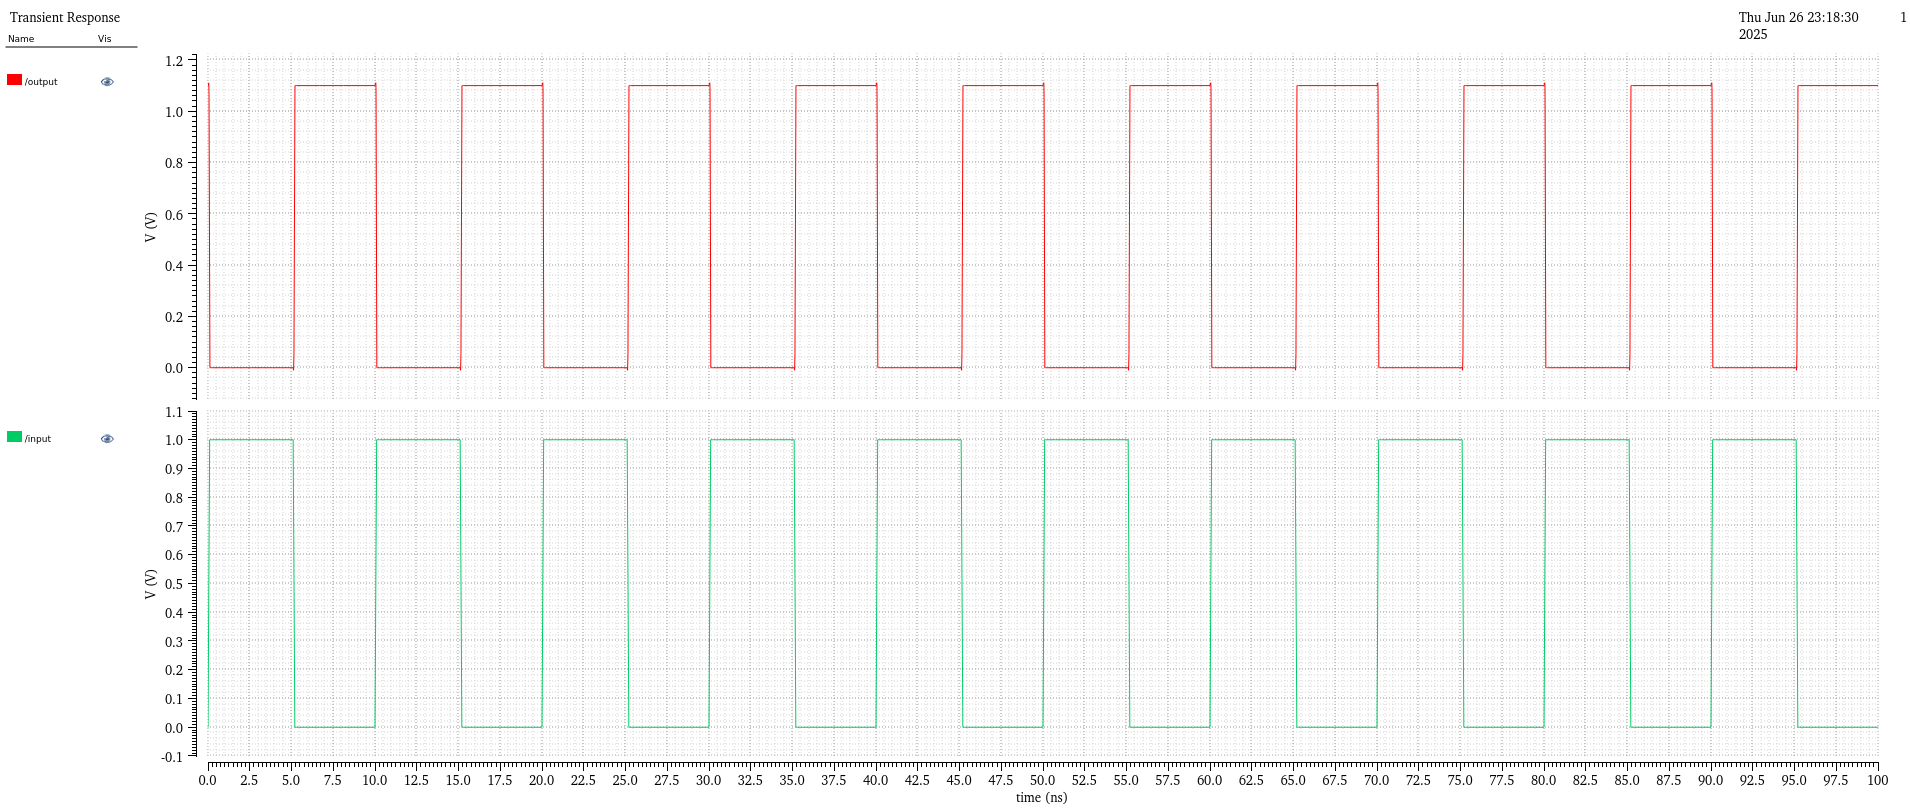 Transient Response
Thu Jun 26 23:18:30 1
2025
Name Vis
/output
1.2
1.0
0.8
0.6
0.4
0.2
0.0
V (V)
/input
1.1
1.0
0.9
0.8
0.7
0.6
0.5
0.4
0.3
0.2
0.1
0.0
-0.1
V (V)
0.0 2.5 5.0 7.5 10.0 12.5 15.0 17.5 20.0 22.5 25.0 27.5 30.0 32.5 35.0 37.5 40.0 42.5 45.0 47.5 50.0 52.5 55.0 57.5 60.0 62.5 65.0 67.5 70.0 72.5 75.0 77.5 80.0 82.5 85.0 87.5 90.0 92.5 95.0 97.5 100
time (ns)